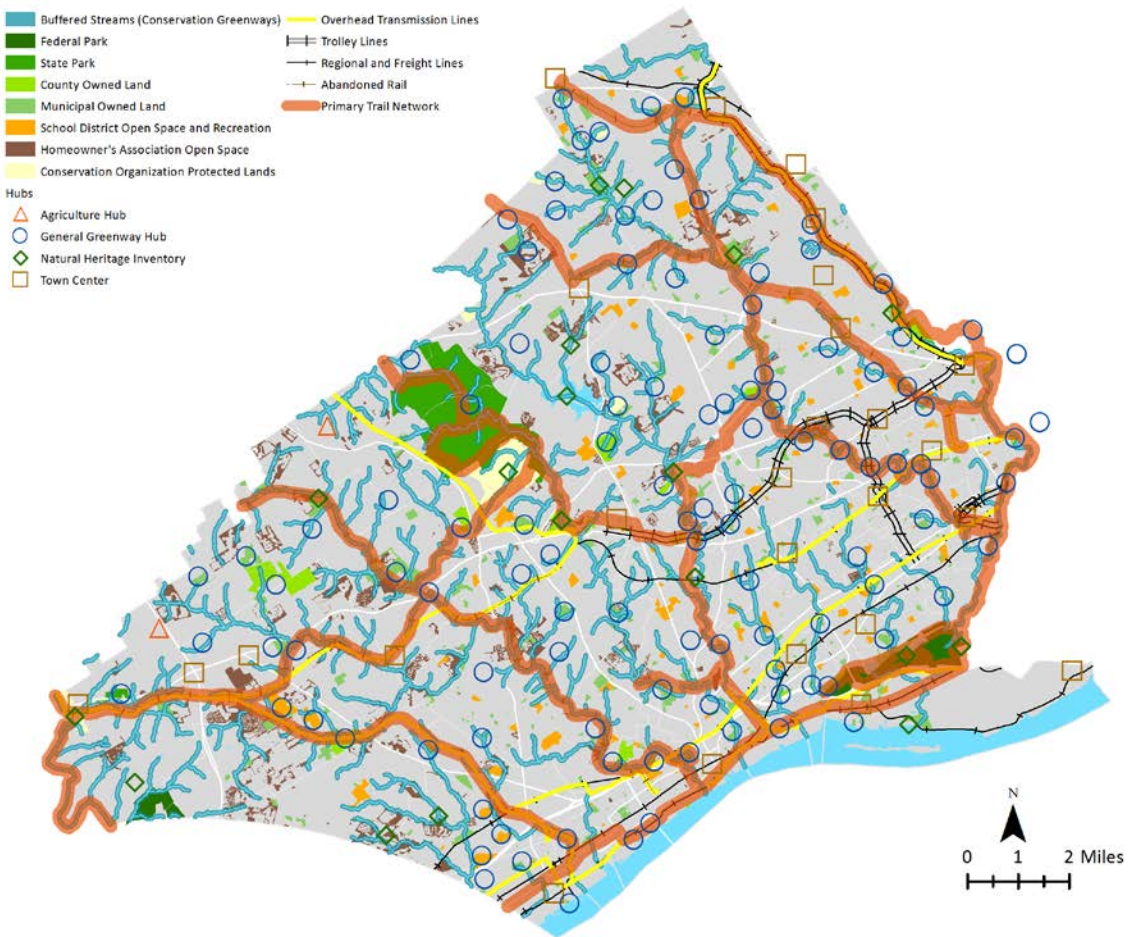 Buffered Streams (Conservation Greenways)
Federal Park
State Park
County Owned Land
Municipal Owned Land
School District Open Space and Recreation
Homeowner's Association Open Space
Conservation Organization Protected Lands
Hubs
Agriculture Hub
General Greenway Hub
Natural Heritage Inventory
Town Center
Overhead Transmission Lines
Trolley Lines
Regional and Freight Lines
Abandoned Rail
Primary Trail Network
N
0 1 2 Miles